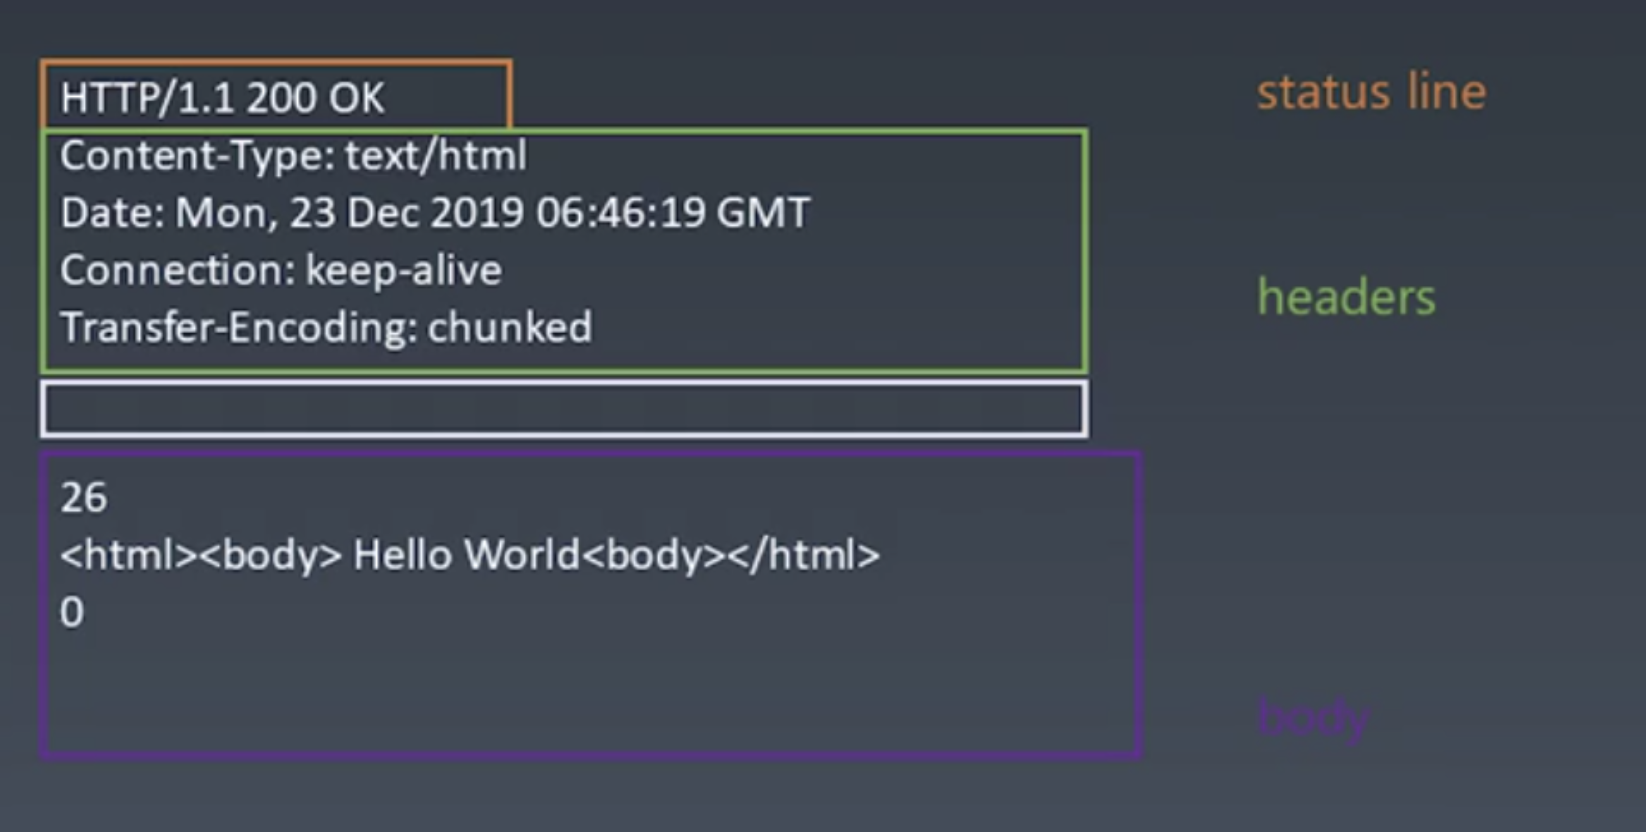 HTTP/1.1 200 OK
status line
Content-Type: text/html
Date: Mon, 23 Dec 2019 06:46:19 GMT
Connection: keep-alive
headers
Transfer-Encoding: chunked
26
<html><body> Hello World<body></html>
0
body